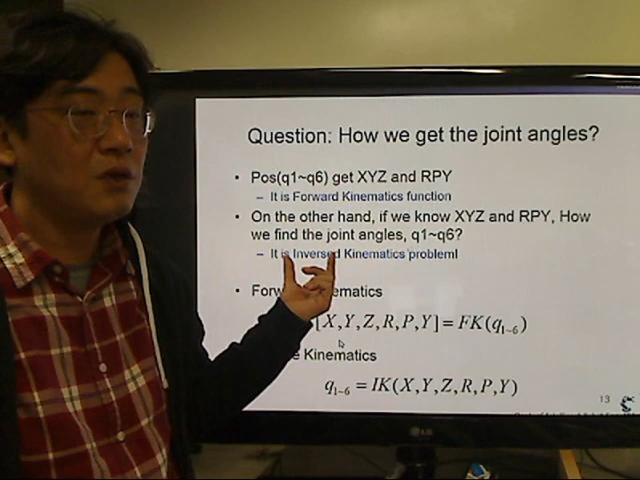 Question: How we get the joint angles?
• Pos(q1~q6) get XYZ and RPY
– It is Forward Kinematics function
• On the other hand, if we know XYZ and RPY, How
we find the joint angles, q1~q6?
– It is Inversed Kinematics problem!
• Forw ematics
[X,Y,Z,R,P,Y] = FK(q1~6)
e Kinematics
q1~6 = IK(X,Y,Z,R,P,Y)
13
LG